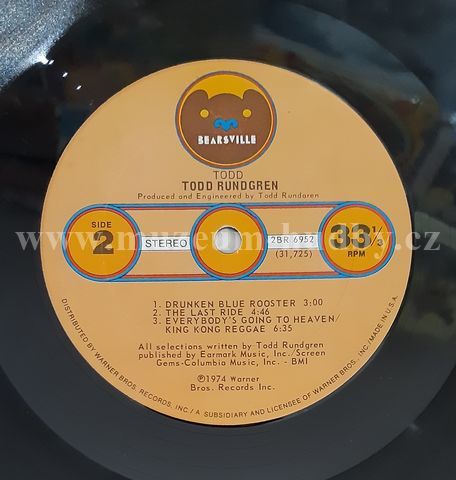 BEARSVILLE
TODD
TODD RUNDGREN
Produced and Engineered by Todd Rundgren
SIDE
2
STEREO
2BR 6952
(31,725)
33 1/3
RPM
www.muzeumhudby.cz
1. DRUNKEN BLUE ROOSTER 3:00
2. THE LAST RIDE 4:46
3. EVERYBODY'S GOING TO HEAVEN/
KING KONG REGGAE 6:35
All selections written by Todd Rundgren
published by Earmark Music, Inc./Screen
Gems-Columbia Music, Inc. - BMI
℗1974 Warner
Bros. Records Inc.
DISTRIBUTED BY WARNER BROS. RECORDS, INC./A SUBSIDIARY AND LICENSEE OF WARNER BROS. INC./MADE IN U.S.A.